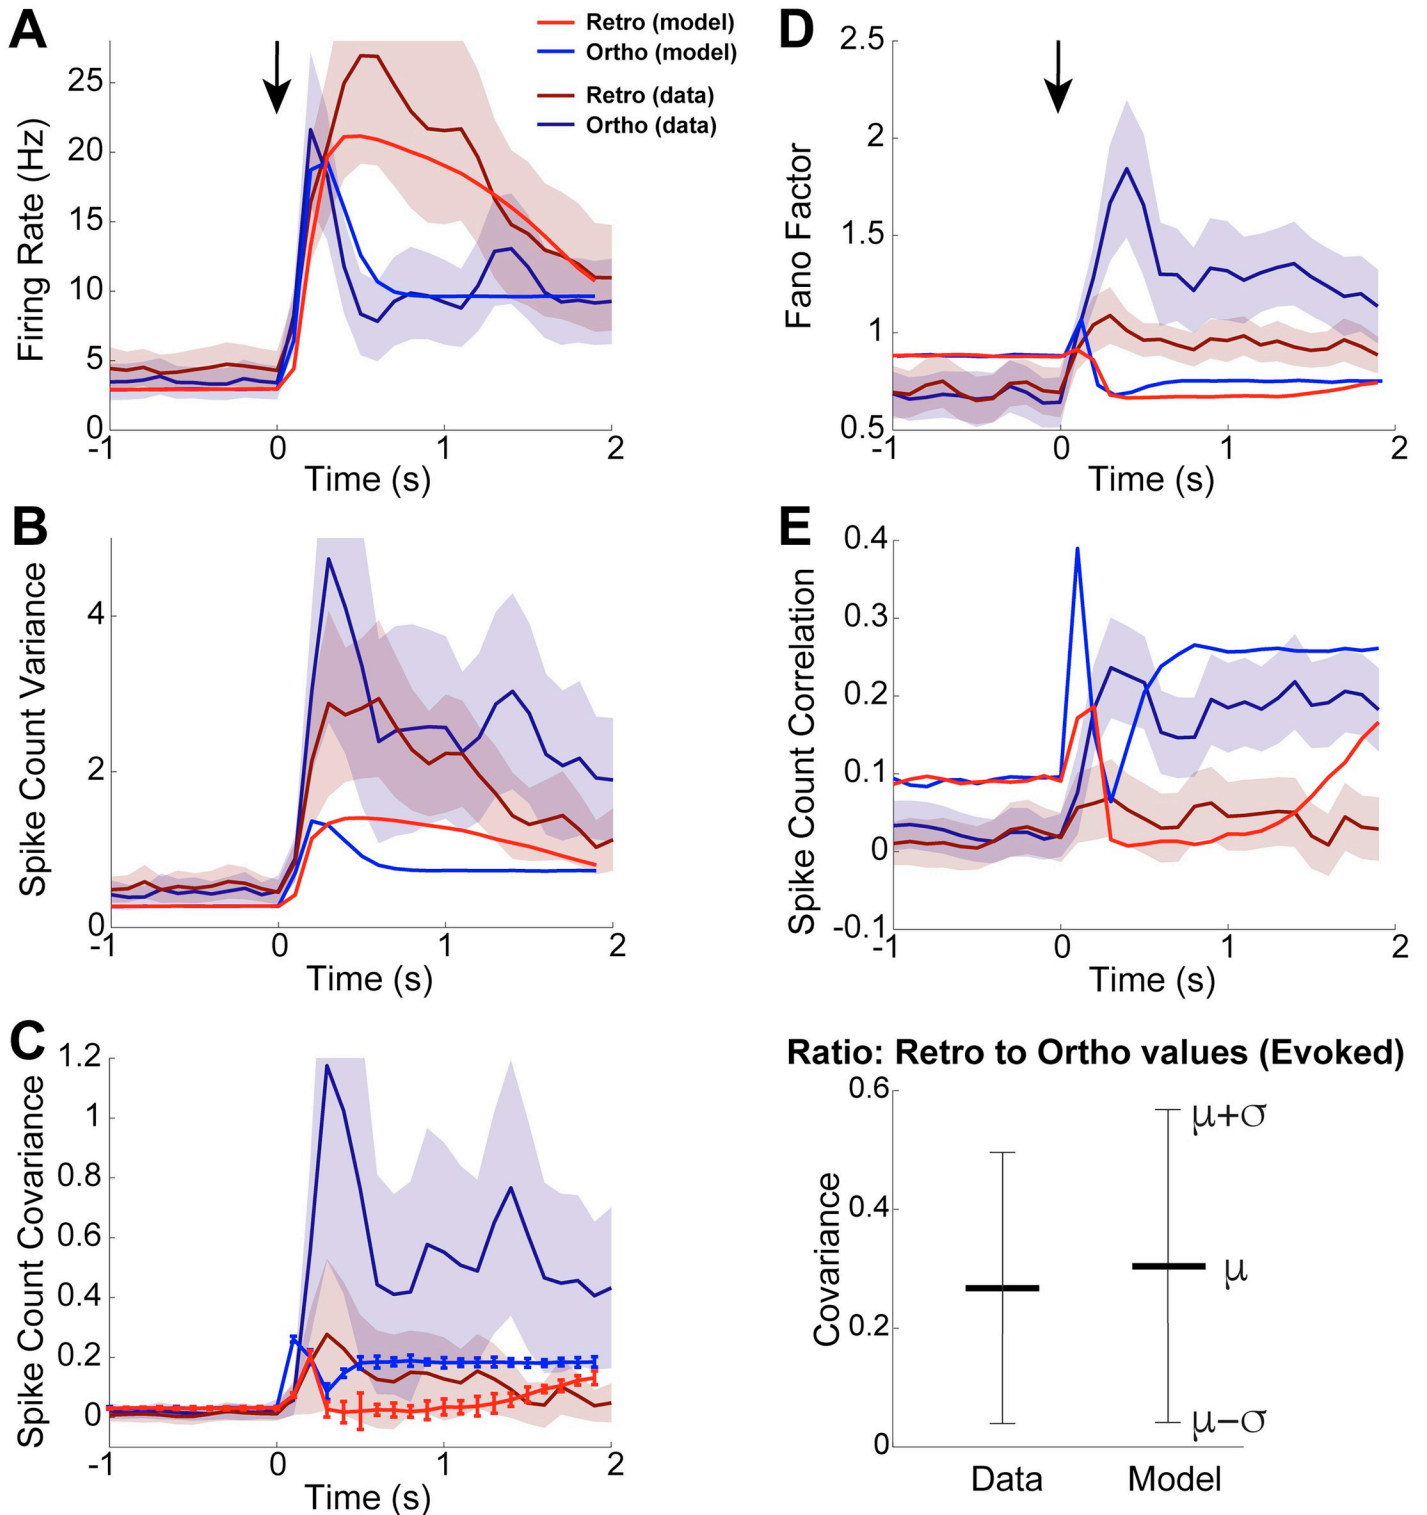 A
Retro (model)
Ortho (model)
Retro (data)
Ortho (data)
Firing Rate (Hz)
25
20
15
10
5
0
-1
0
1
2
Time (s)
D
Fano Factor
2.5
2
1.5
1
0.5
-1
0
1
2
Time (s)
B
Spike Count Variance
4
2
0
-1
0
1
2
Time (s)
E
Spike Count Correlation
0.4
0.3
0.2
0.1
0
-0.1
-1
0
1
2
Time (s)
C
Spike Count Covariance
1.2
1
0.8
0.6
0.4
0.2
0
-1
0
1
2
Time (s)
Ratio: Retro to Ortho values (Evoked)
Covariance
0.6
0.4
0.2
0
μ+σ
μ
μ−σ
Data
Model